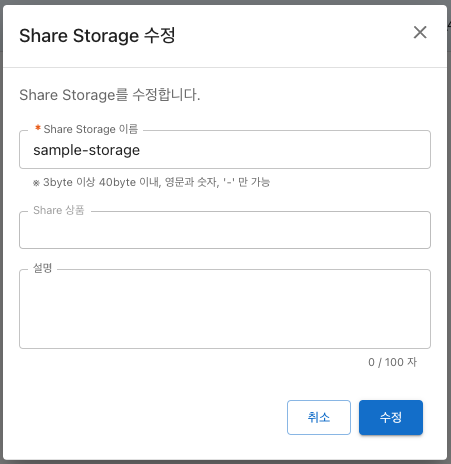 Share Storage 수정
Share Storage를 수정합니다.
* Share Storage 이름
sample-storage
※ 3byte 이상 40byte 이내, 영문과 숫자, '-' 만 가능
Share 상품
설명
0 / 100 자
취소
수정